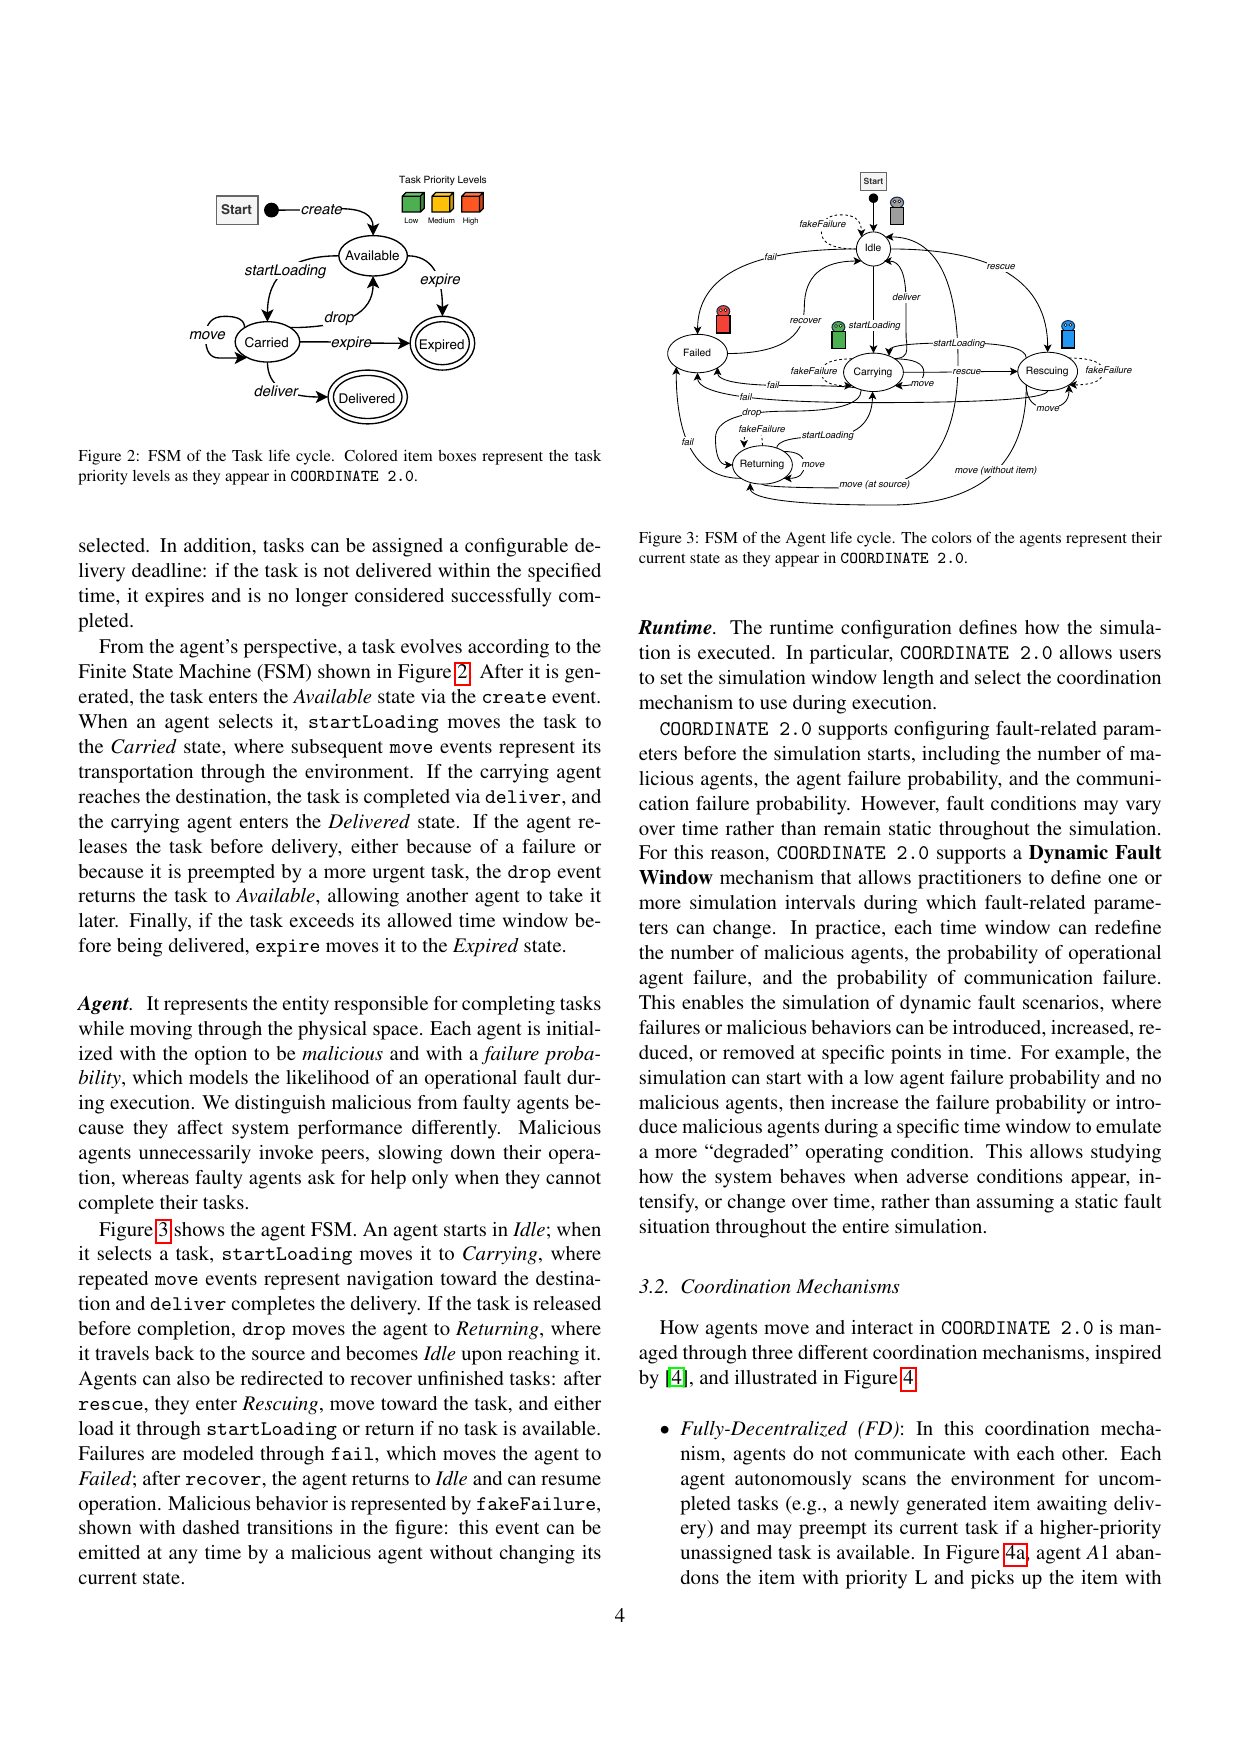 Task Priority Levels
Low Medium High
Start
create
Available
startLoading
expire
drop
move
Carried
expire
Expired
deliver
Delivered
Figure 2: FSM of the Task life cycle. Colored item boxes represent the task
priority levels as they appear in COORDINATE 2.0.
selected. In addition, tasks can be assigned a configurable de-
livery deadline: if the task is not delivered within the specified
time, it expires and is no longer considered successfully com-
pleted.
From the agent's perspective, a task evolves according to the
Finite State Machine (FSM) shown in Figure 2. After it is gen-
erated, the task enters the Available state via the create event.
When an agent selects it, startLoading moves the task to
the Carried state, where subsequent move events represent its
transportation through the environment. If the carrying agent
reaches the destination, the task is completed via deliver, and
the carrying agent enters the Delivered state. If the agent re-
leases the task before delivery, either because of a failure or
because it is preempted by a more urgent task, the drop event
returns the task to Available, allowing another agent to take it
later. Finally, if the task exceeds its allowed time window be-
fore being delivered, expire moves it to the Expired state.
Agent. It represents the entity responsible for completing tasks
while moving through the physical space. Each agent is initial-
ized with the option to be malicious and with a failure proba-
bility, which models the likelihood of an operational fault dur-
ing execution. We distinguish malicious from faulty agents be-
cause they affect system performance differently. Malicious
agents unnecessarily invoke peers, slowing down their opera-
tion, whereas faulty agents ask for help only when they cannot
complete their tasks.
Figure 3 shows the agent FSM. An agent starts in Idle; when
it selects a task, startLoading moves it to Carrying, where
repeated move events represent navigation toward the destina-
tion and deliver completes the delivery. If the task is released
before completion, drop moves the agent to Returning, where
it travels back to the source and becomes Idle upon reaching it.
Agents can also be redirected to recover unfinished tasks: after
rescue, they enter Rescuing, move toward the task, and either
load it through startLoading or return if no task is available.
Failures are modeled through fail, which moves the agent to
Failed; after recover, the agent returns to Idle and can resume
operation. Malicious behavior is represented by fakeFailure,
shown with dashed transitions in the figure: this event can be
emitted at any time by a malicious agent without changing its
current state.
Start
fakeFailure
Idle
fail
rescue
deliver
recover
startLoading
startLoading
Failed
fakeFailure
Carrying
rescue
Rescuing
fakeFailure
fail
move
fail
move
drop
fakeFailure
startLoading
fail
Returning
move
move (without item)
move (at source)
Figure 3: FSM of the Agent life cycle. The colors of the agents represent their
current state as they appear in COORDINATE 2.0.
Runtime. The runtime configuration defines how the simula-
tion is executed. In particular, COORDINATE 2.0 allows users
to set the simulation window length and select the coordination
mechanism to use during execution.
COORDINATE 2.0 supports configuring fault-related param-
eters before the simulation starts, including the number of ma-
licious agents, the agent failure probability, and the communi-
cation failure probability. However, fault conditions may vary
over time rather than remain static throughout the simulation.
For this reason, COORDINATE 2.0 supports a Dynamic Fault
Window mechanism that allows practitioners to define one or
more simulation intervals during which fault-related parame-
ters can change. In practice, each time window can redefine
the number of malicious agents, the probability of operational
agent failure, and the probability of communication failure.
This enables the simulation of dynamic fault scenarios, where
failures or malicious behaviors can be introduced, increased, re-
duced, or removed at specific points in time. For example, the
simulation can start with a low agent failure probability and no
malicious agents, then increase the failure probability or intro-
duce malicious agents during a specific time window to emulate
a more “degraded” operating condition. This allows studying
how the system behaves when adverse conditions appear, in-
tensify, or change over time, rather than assuming a static fault
situation throughout the entire simulation.
3.2. Coordination Mechanisms
How agents move and interact in COORDINATE 2.0 is man-
aged through three different coordination mechanisms, inspired
by [4], and illustrated in Figure 4
• Fully-Decentralized (FD): In this coordination mecha-
nism, agents do not communicate with each other. Each
agent autonomously scans the environment for uncom-
pleted tasks (e.g., a newly generated item awaiting deliv-
ery) and may preempt its current task if a higher-priority
unassigned task is available. In Figure 4a, agent A1 aban-
dons the item with priority L and picks up the item with
4